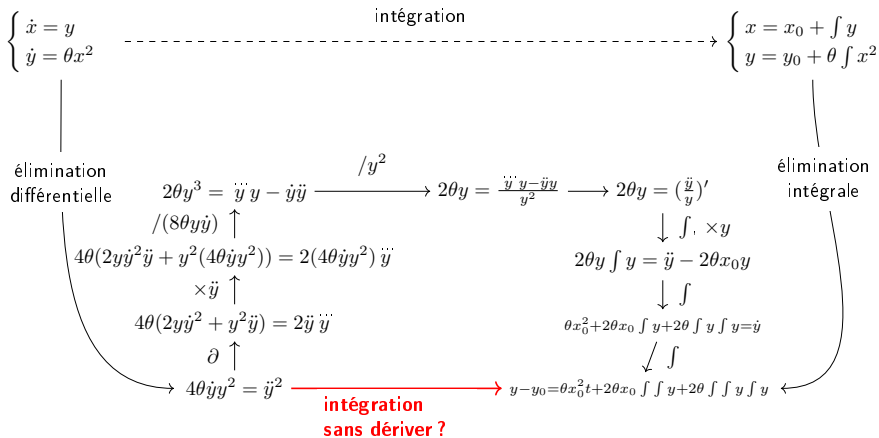 intégration
ẋ = y
ẏ = θx²
x = x₀ + ∫ y
y = y₀ + θ ∫ x²
élimination
différentielle
élimination
intégrale
/y²
2θy³ = y⃛ y − ẏÿ
2θy = (y⃛ y−ÿy)/y²
2θy = (ÿ/y)′
/(8θyẏ)
∫, ×y
4θ(2yẏ²ÿ + y²(4θẏy²)) = 2(4θẏy²) y⃛
2θy ∫ y = ÿ − 2θx₀y
×ÿ
∫
4θ(2yẏ² + y²ÿ) = 2ÿ y⃛
θx₀²+2θx₀ ∫ y+2θ ∫ y ∫ y=ẏ
∂
∫
4θẏy² = ÿ²
y−y₀=θx₀²t+2θx₀ ∫ ∫ y+2θ ∫ ∫ y ∫ y
intégration
sans dériver ?